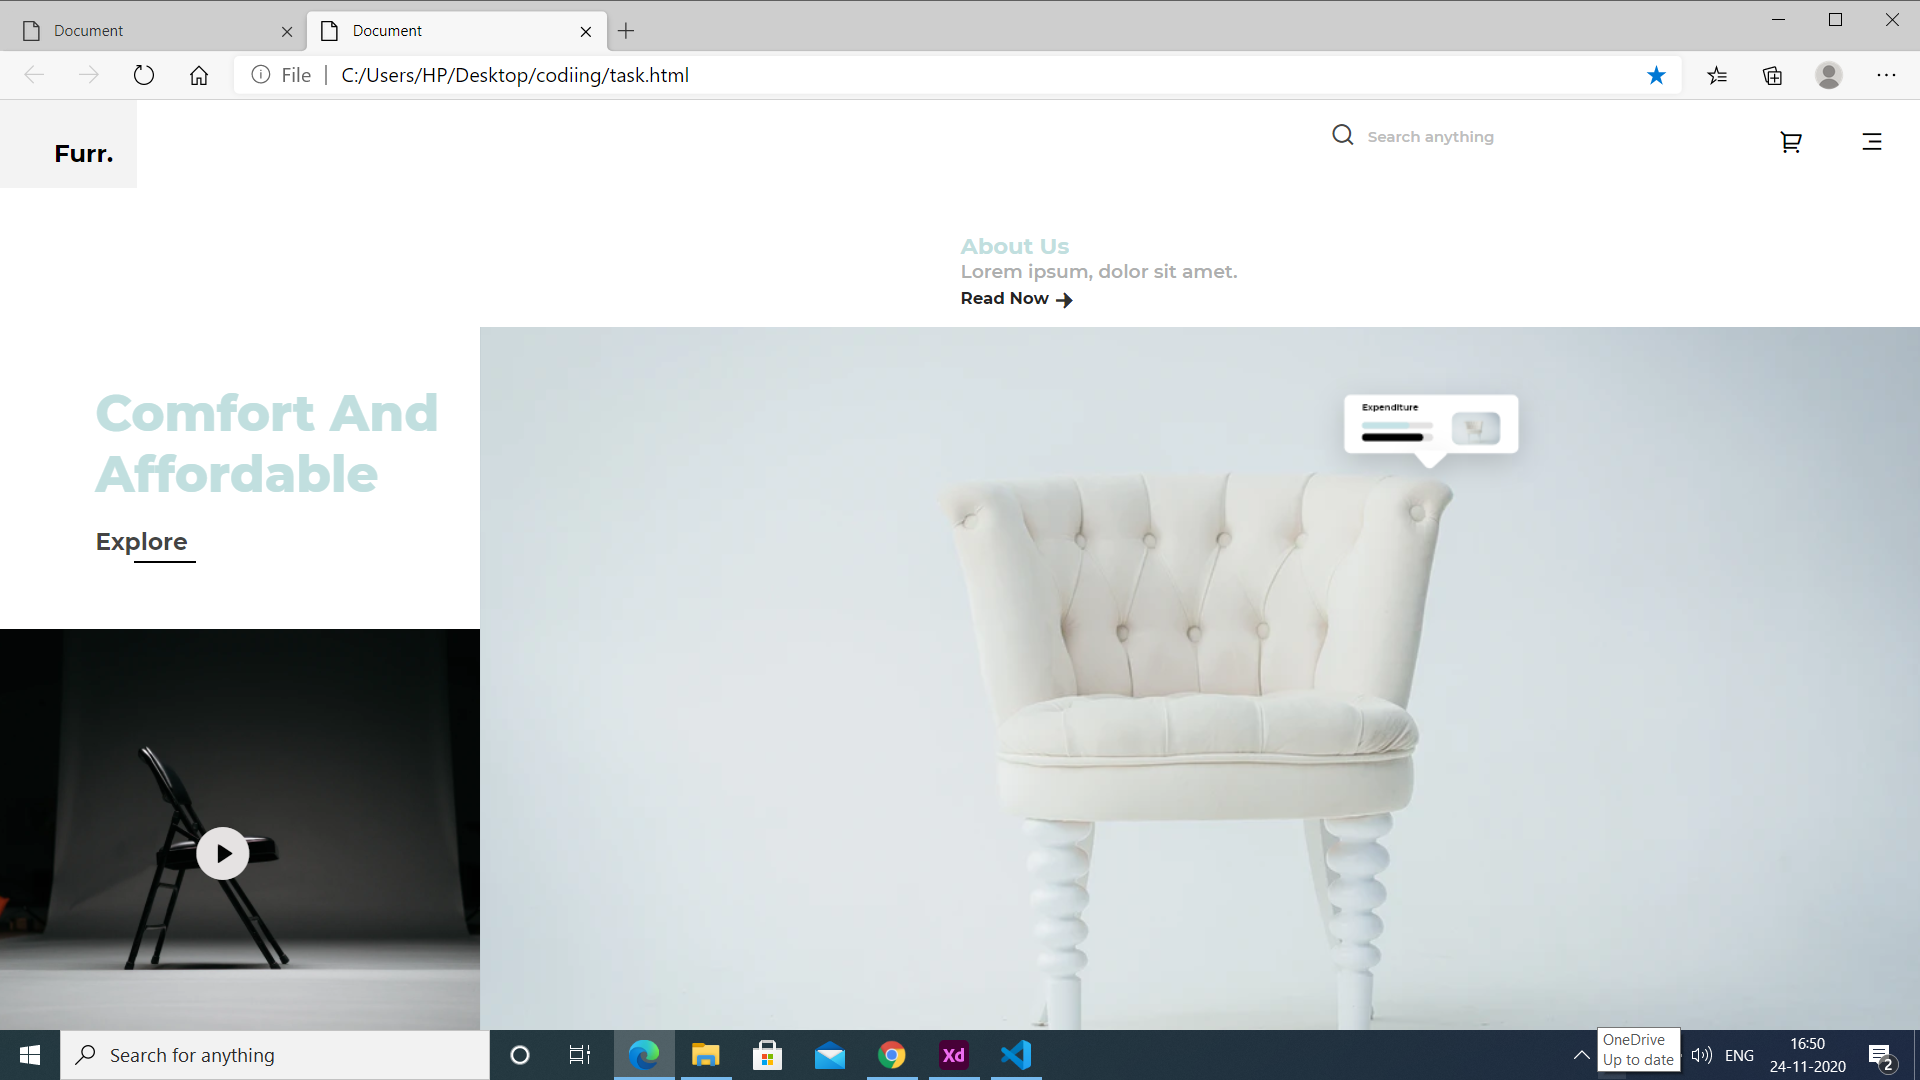 Document
Document
File
C:/Users/HP/Desktop/codiing/task.html
Furr.
Search anything
About Us
Lorem ipsum, dolor sit amet.
Read Now
Comfort And
Affordable
Explore
Expenditure
Search for anything
Xd
OneDrive
Up to date
ENG
16:50
24-11-2020
2